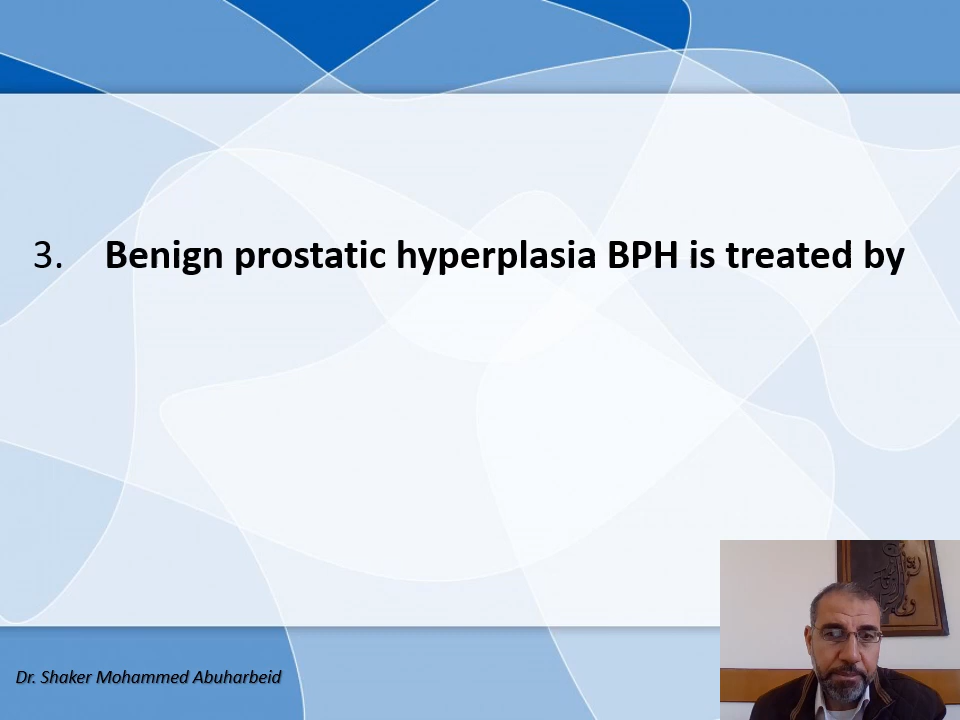 3. Benign prostatic hyperplasia BPH is treated by
Dr. Shaker Mohammed Abuharbeid